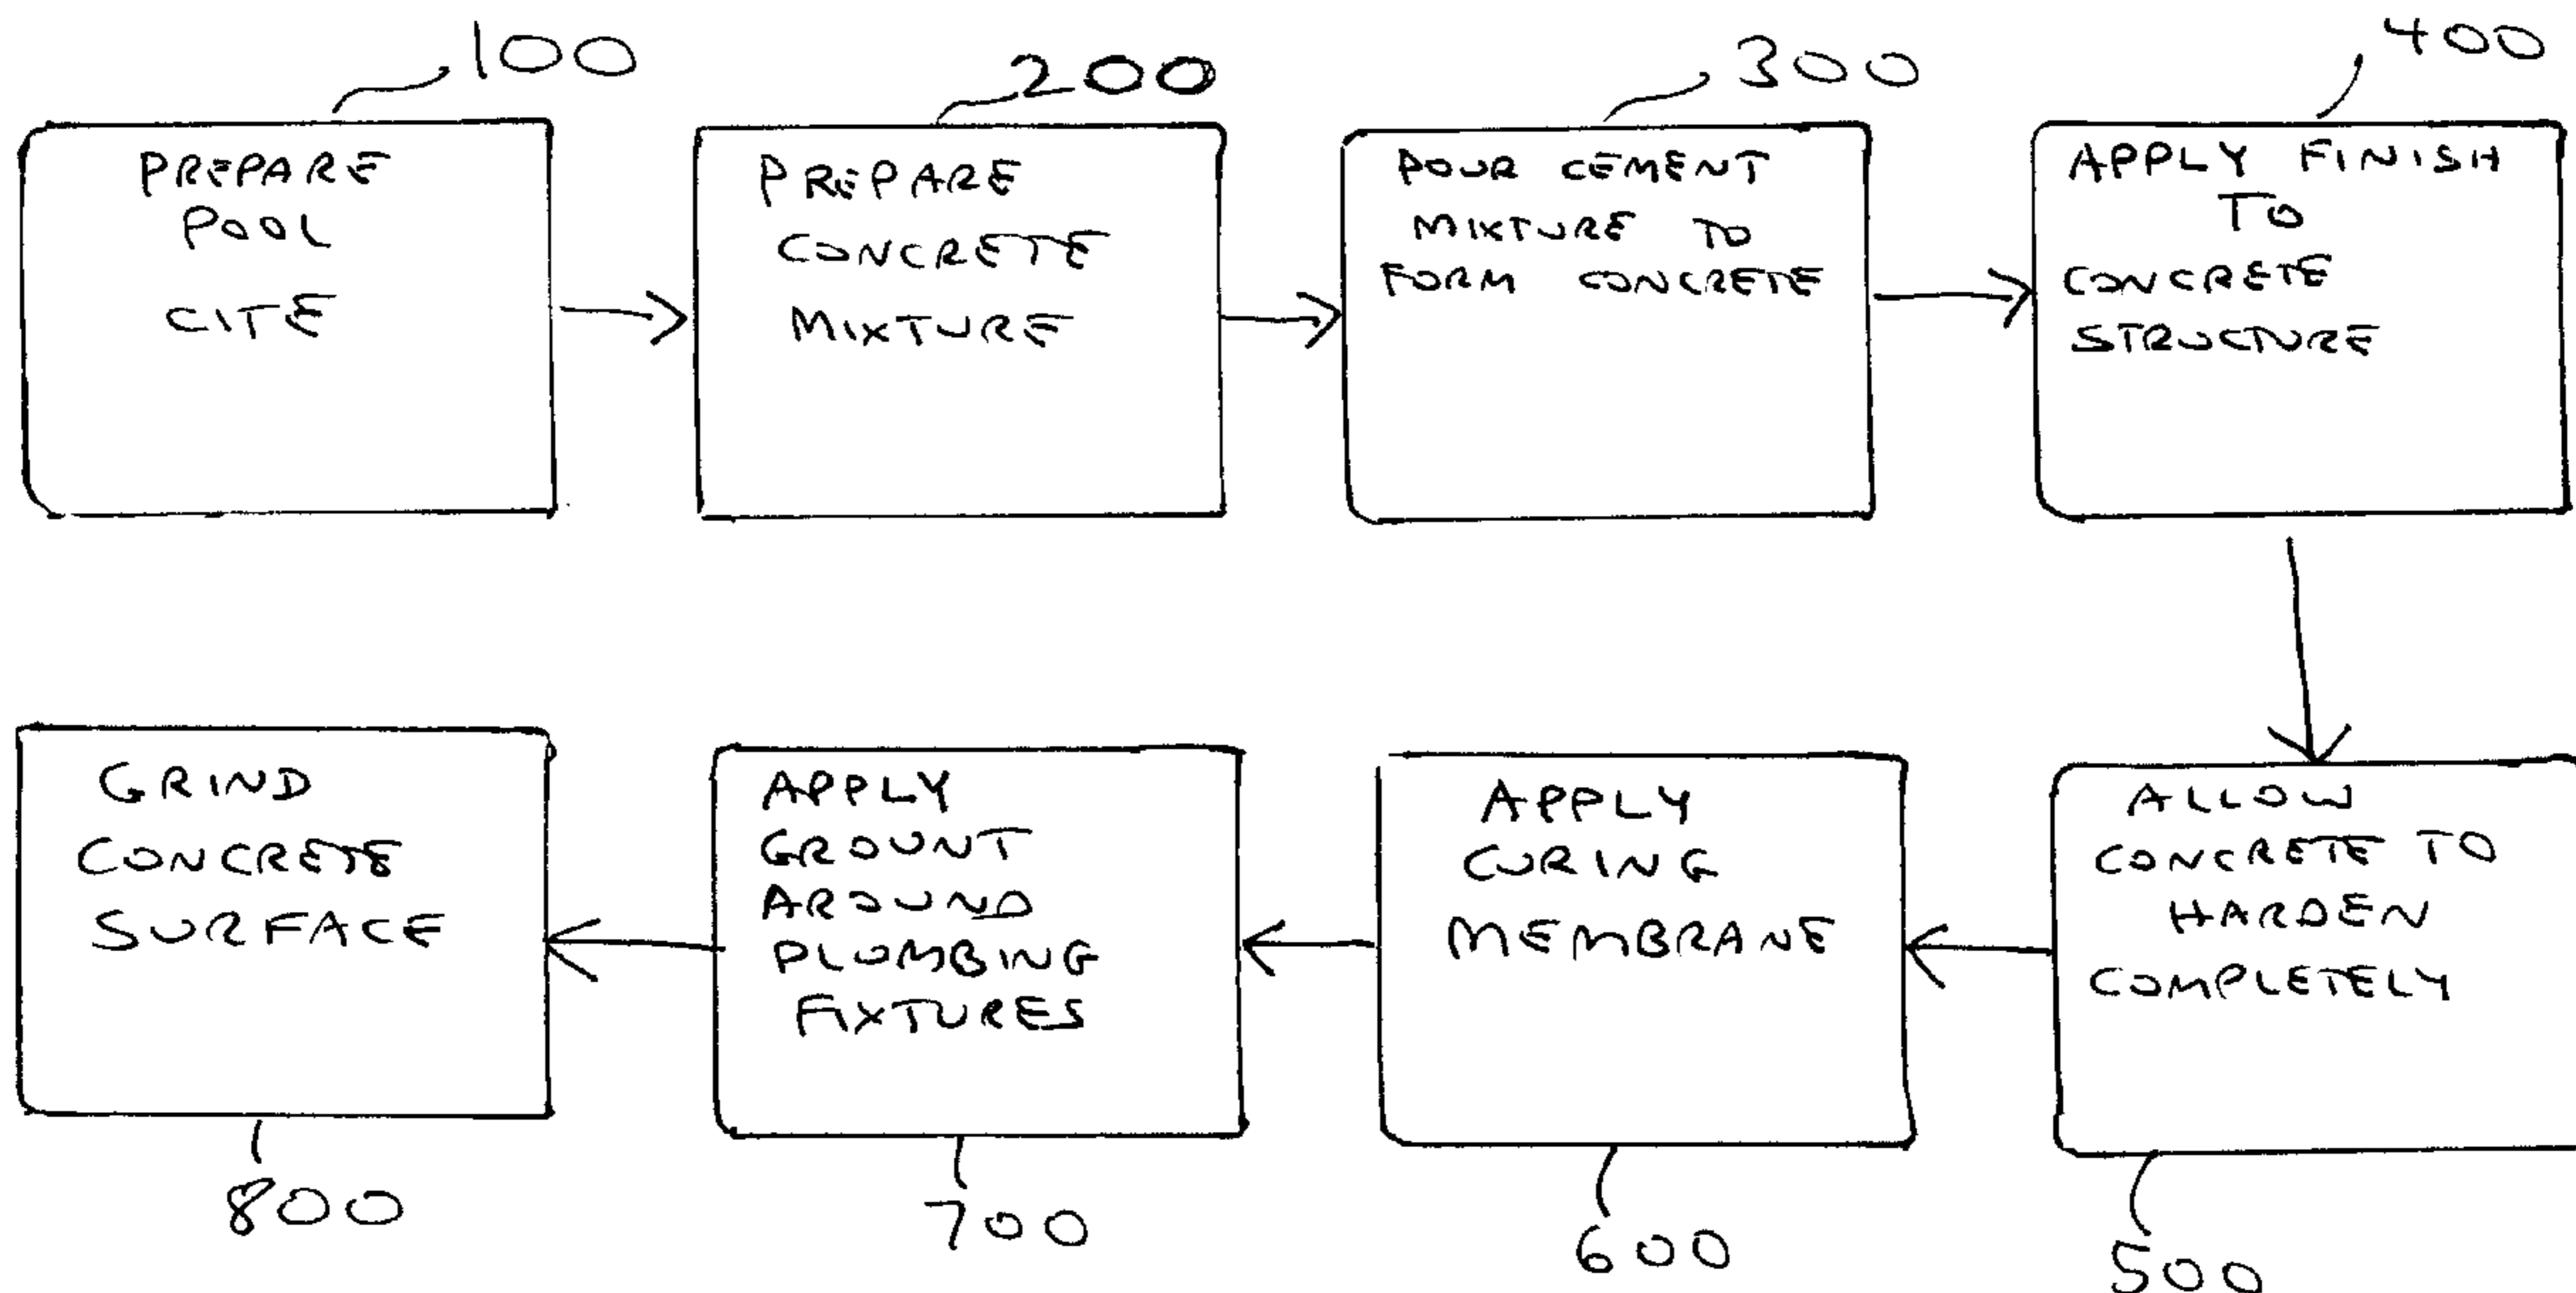 100
PREPARE
POOL
CITE
200
PREPARE
CONCRETE
MIXTURE
300
POUR CEMENT
MIXTURE TO
FORM CONCRETE
400
APPLY FINISH
TO
CONCRETE
STRUCTURE
ALLOW
CONCRETE TO
HARDEN
COMPLETELY
500
APPLY
CURING
MEMBRANE
600
APPLY
GROUNT
AROUND
PLUMBING
FIXTURES
700
GRIND
CONCRETE
SURFACE
800